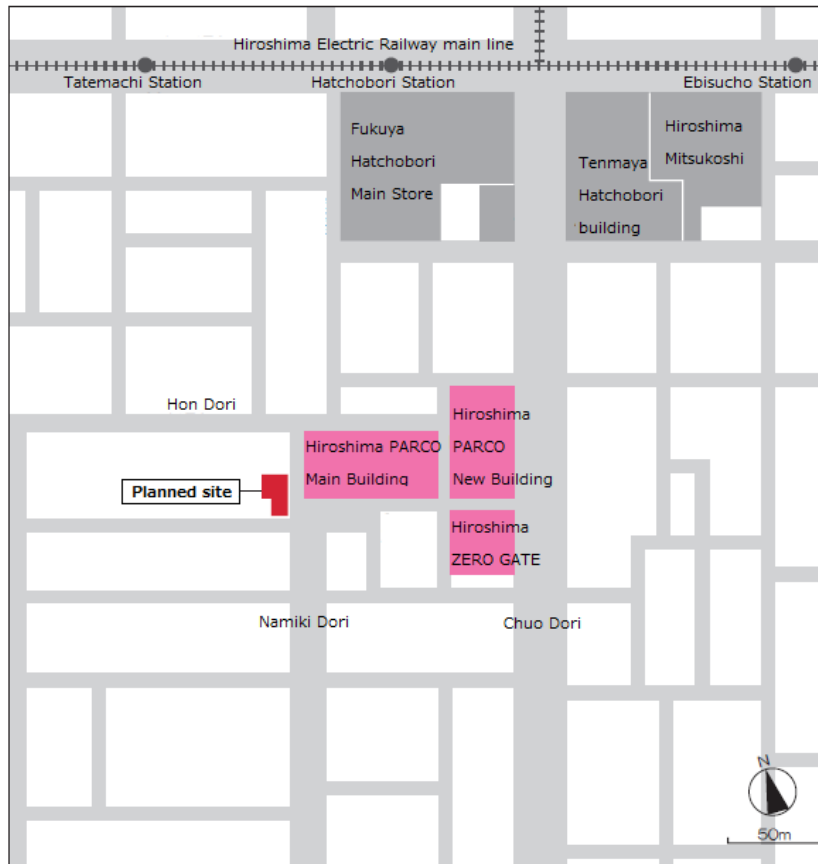 Hiroshima Electric Railway main line
Tatemachi Station
Hatchobori Station
Ebisucho Station
Fukuya
Hatchobori
Main Store
Tenmaya
Hatchobori
building
Hiroshima
Mitsukoshi
Hon Dori
Hiroshima PARCO
Main Building
Hiroshima
PARCO
New Building
Planned site
Hiroshima
ZERO GATE
Namiki Dori
Chuo Dori
N
50m